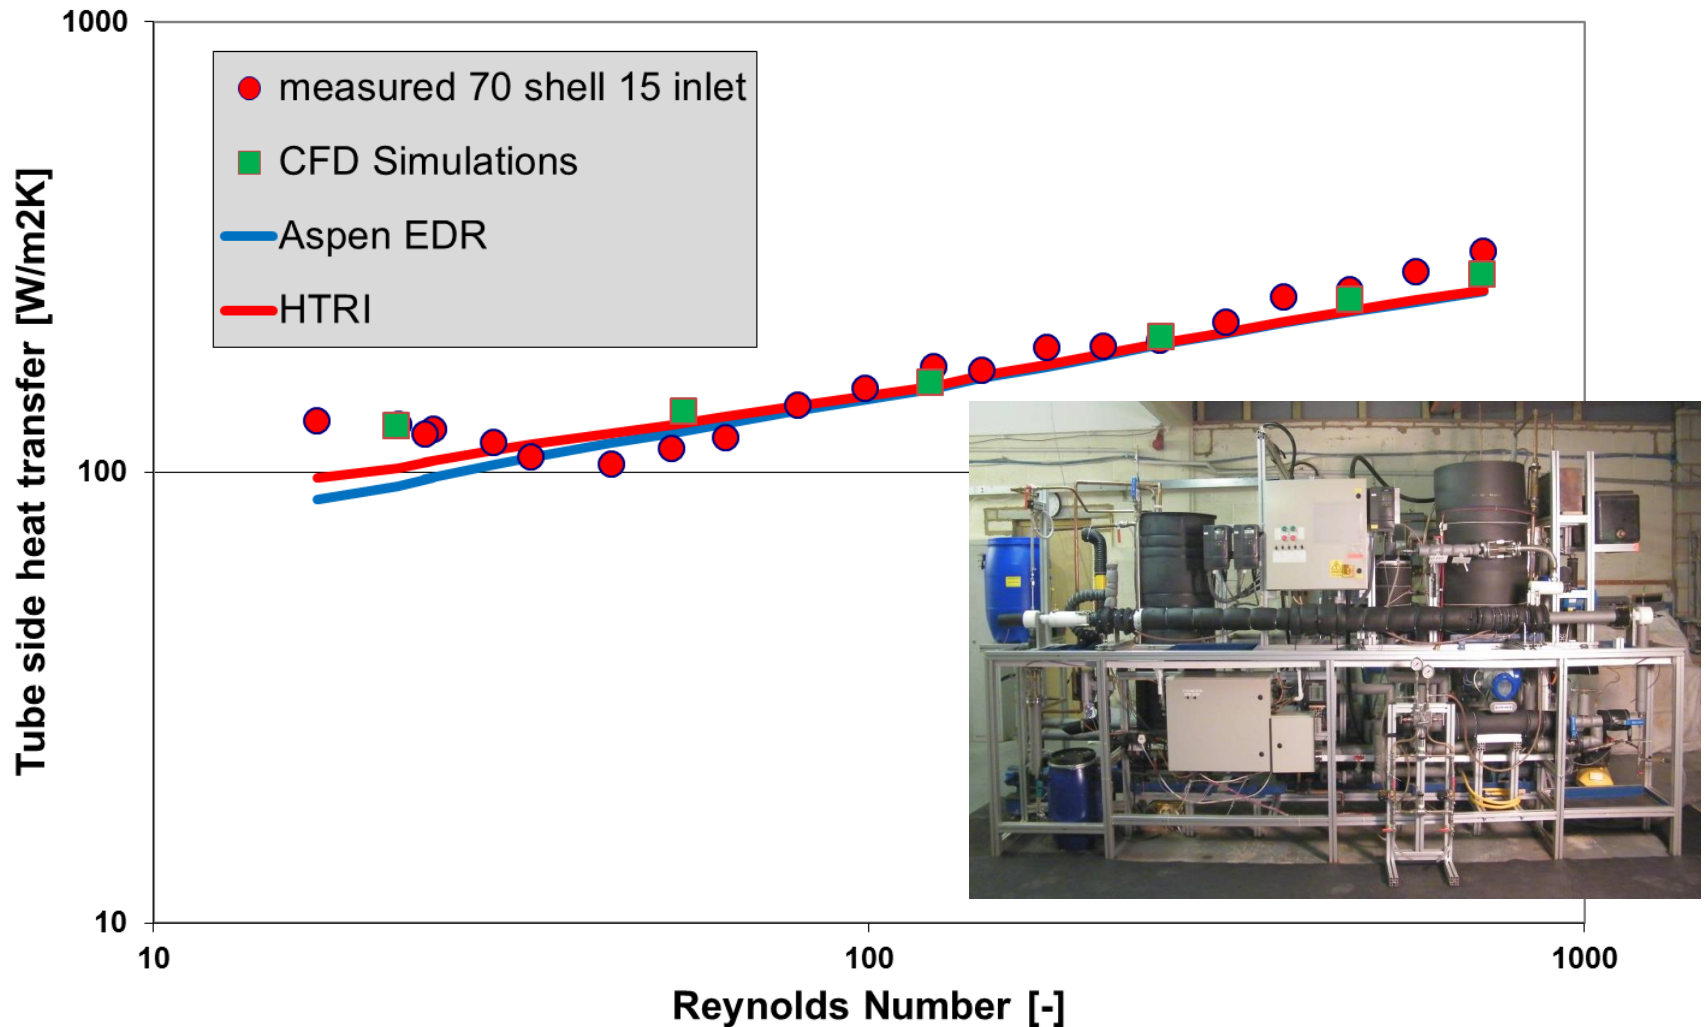 1000
measured 70 shell 15 inlet
CFD Simulations
Aspen EDR
HTRI
Tube side heat transfer [W/m2K]
100
10
10
100
1000
Reynolds Number [-]